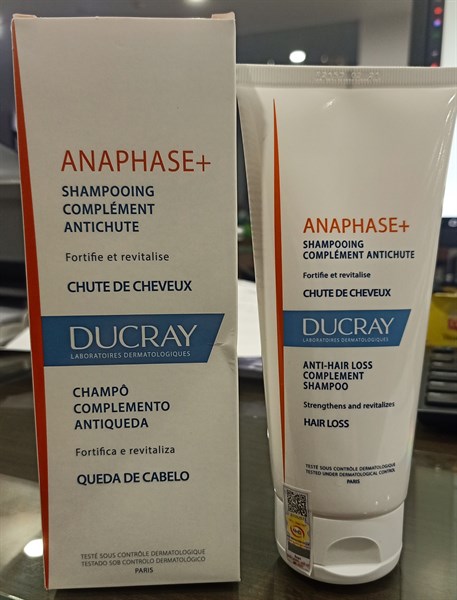 ANAPHASE+
SHAMPOOING
COMPLÉMENT
ANTICHUTE
Fortifie et revitalise
CHUTE DE CHEVEUX
DUCRAY
LABORATOIRES DERMATOLOGIQUES
CHAMPÔ
COMPLEMENTO
ANTIQUEDA
Fortifica e revitaliza
QUEDA DE CABELO
TESTÉ SOUS CONTRÔLE DERMATOLOGIQUE
TESTADO SOB CONTROLO DERMATOLÓGICO
PARIS
ANAPHASE+
SHAMPOOING
COMPLÉMENT ANTICHUTE
Fortifie et revitalise
CHUTE DE CHEVEUX
DUCRAY
LABORATOIRES DERMATOLOGIQUES
ANTI-HAIR LOSS
COMPLEMENT
SHAMPOO
Strengthens and revitalizes
HAIR LOSS
TESTÉ SOUS CONTRÔLE DERMATOLOGIQUE
TESTED UNDER DERMATOLOGICAL CONTROL
PARIS